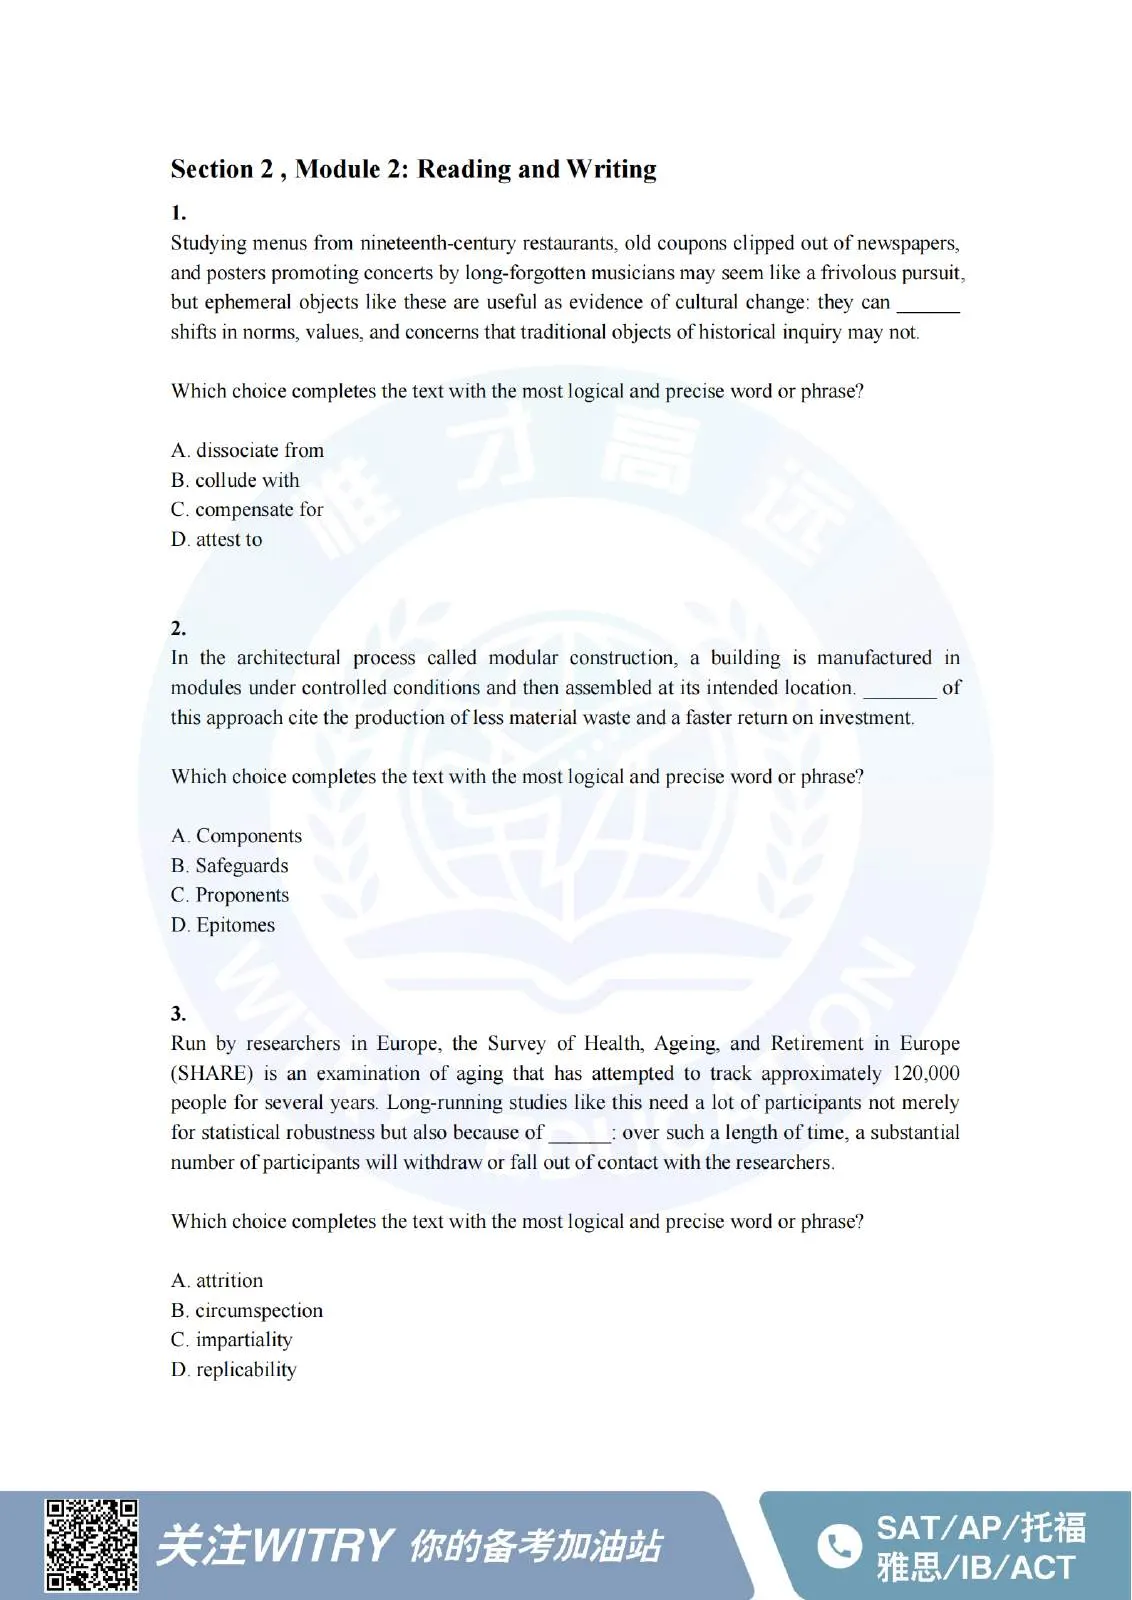 Section 2 , Module 2: Reading and Writing
1.
Studying menus from nineteenth-century restaurants, old coupons clipped out of newspapers,
and posters promoting concerts by long-forgotten musicians may seem like a frivolous pursuit,
but ephemeral objects like these are useful as evidence of cultural change: they can ______
shifts in norms, values, and concerns that traditional objects of historical inquiry may not.
Which choice completes the text with the most logical and precise word or phrase?
A. dissociate from
B. collude with
C. compensate for
D. attest to
2.
In the architectural process called modular construction, a building is manufactured in
modules under controlled conditions and then assembled at its intended location. _______ of
this approach cite the production of less material waste and a faster return on investment.
Which choice completes the text with the most logical and precise word or phrase?
A. Components
B. Safeguards
C. Proponents
D. Epitomes
3.
Run by researchers in Europe, the Survey of Health, Ageing, and Retirement in Europe
(SHARE) is an examination of aging that has attempted to track approximately 120,000
people for several years. Long-running studies like this need a lot of participants not merely
for statistical robustness but also because of ______: over such a length of time, a substantial
number of participants will withdraw or fall out of contact with the researchers.
Which choice completes the text with the most logical and precise word or phrase?
A. attrition
B. circumspection
C. impartiality
D. replicability
惟才高远
WITRY EDUCATION
关注WITRY 你的备考加油站
SAT/AP/托福
雅思/IB/ACT